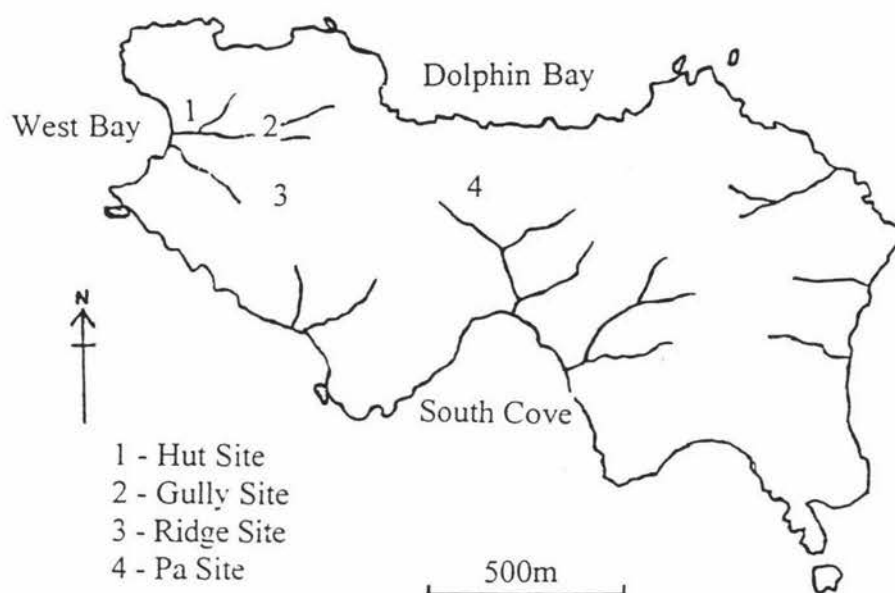 Dolphin Bay
West Bay
1
2
3
4
N
South Cove
1 - Hut Site
2 - Gully Site
3 - Ridge Site
4 - Pa Site
500m